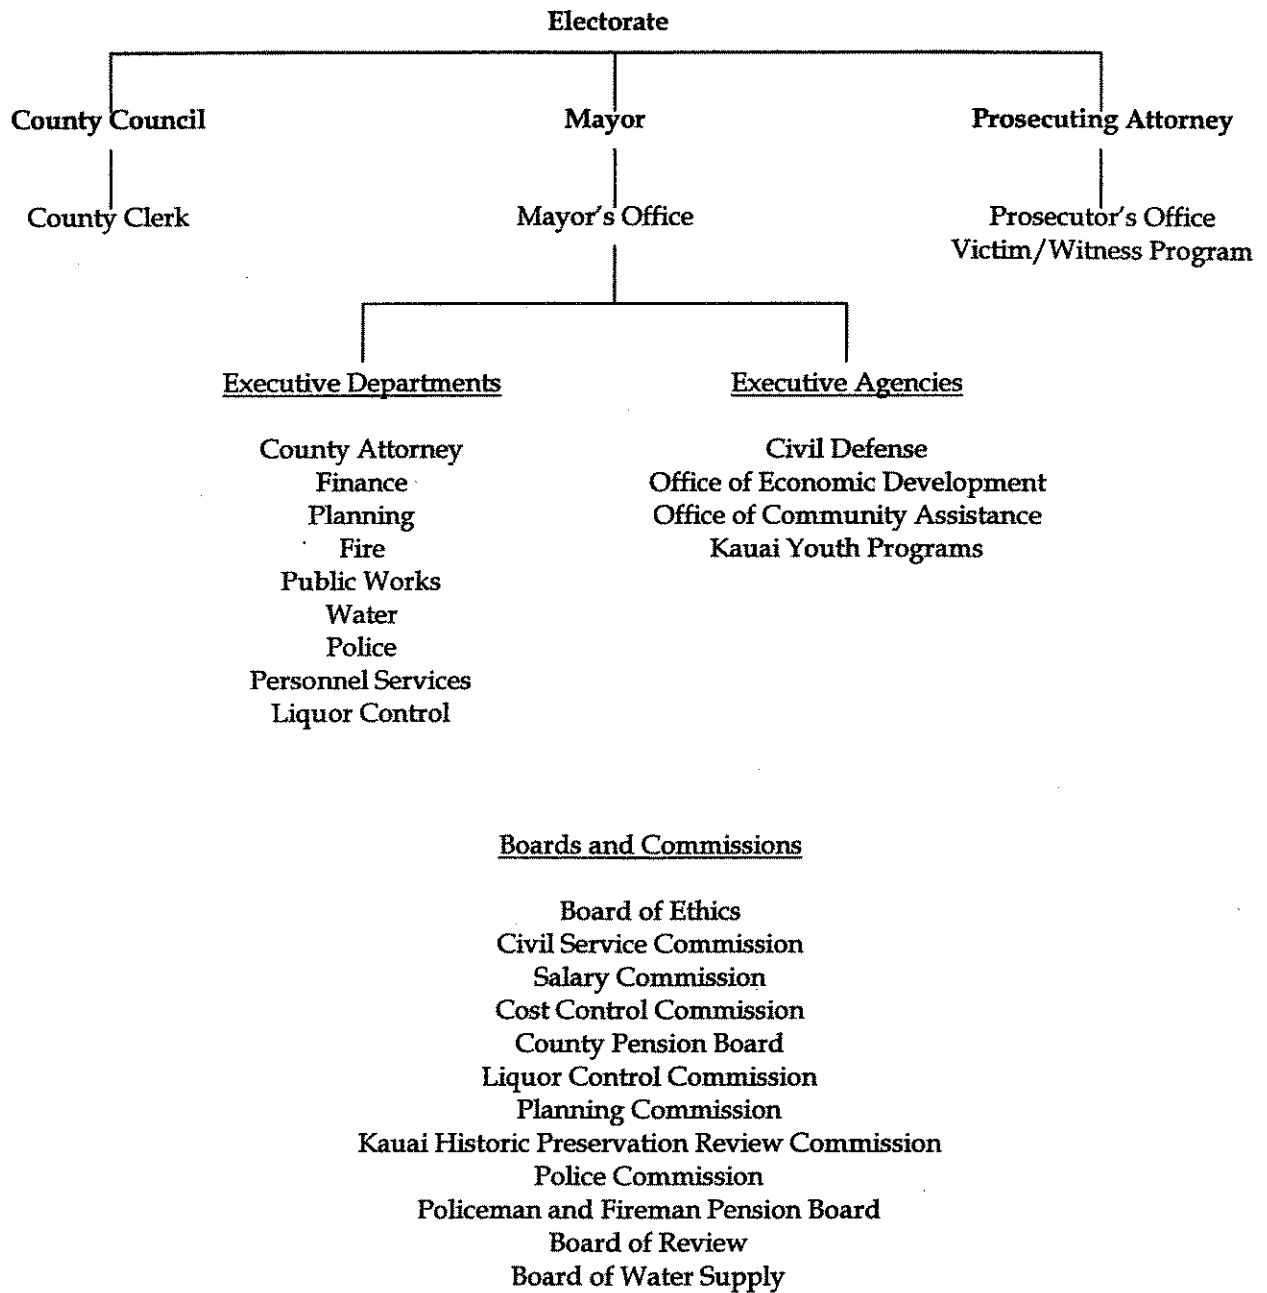 Electorate
County Council
Mayor
Prosecuting Attorney
County Clerk
Mayor's Office
Prosecutor's Office
Victim/Witness Program
Executive Departments
Executive Agencies
County Attorney
Finance
Planning
Fire
Public Works
Water
Police
Personnel Services
Liquor Control
Civil Defense
Office of Economic Development
Office of Community Assistance
Kauai Youth Programs
Boards and Commissions
Board of Ethics
Civil Service Commission
Salary Commission
Cost Control Commission
County Pension Board
Liquor Control Commission
Planning Commission
Kauai Historic Preservation Review Commission
Police Commission
Policeman and Fireman Pension Board
Board of Review
Board of Water Supply